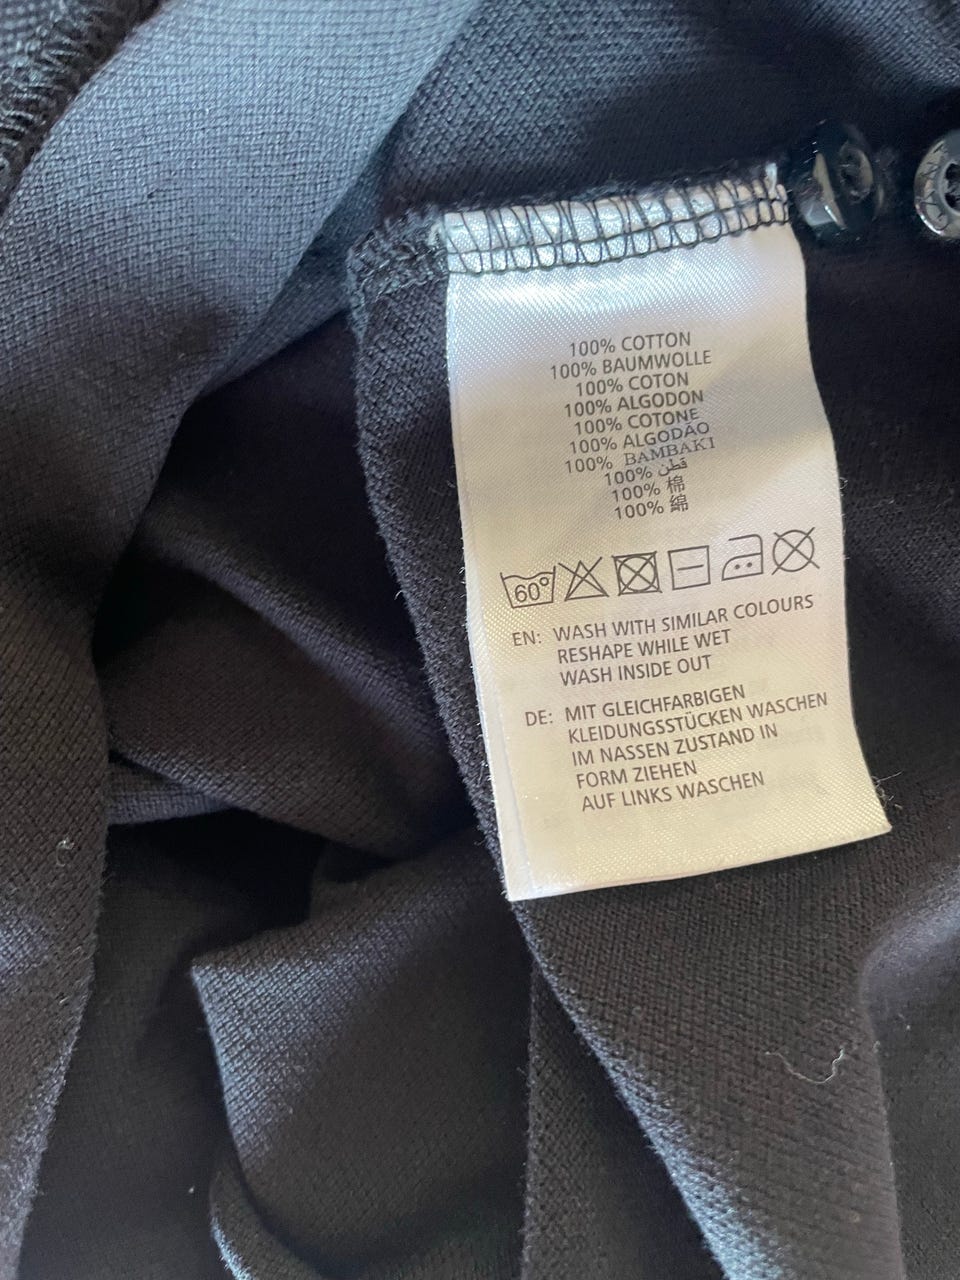 100% COTTON
100% BAUMWOLLE
100% COTON
100% ALGODON
100% COTONE
100% ALGODÃO
100% BAMBAKI
100% قطن
100% 棉
100% 綿
60°
EN: WASH WITH SIMILAR COLOURS
RESHAPE WHILE WET
WASH INSIDE OUT
DE: MIT GLEICHFARBIGEN
KLEIDUNGSSTÜCKEN WASCHEN
IM NASSEN ZUSTAND IN
FORM ZIEHEN
AUF LINKS WASCHEN